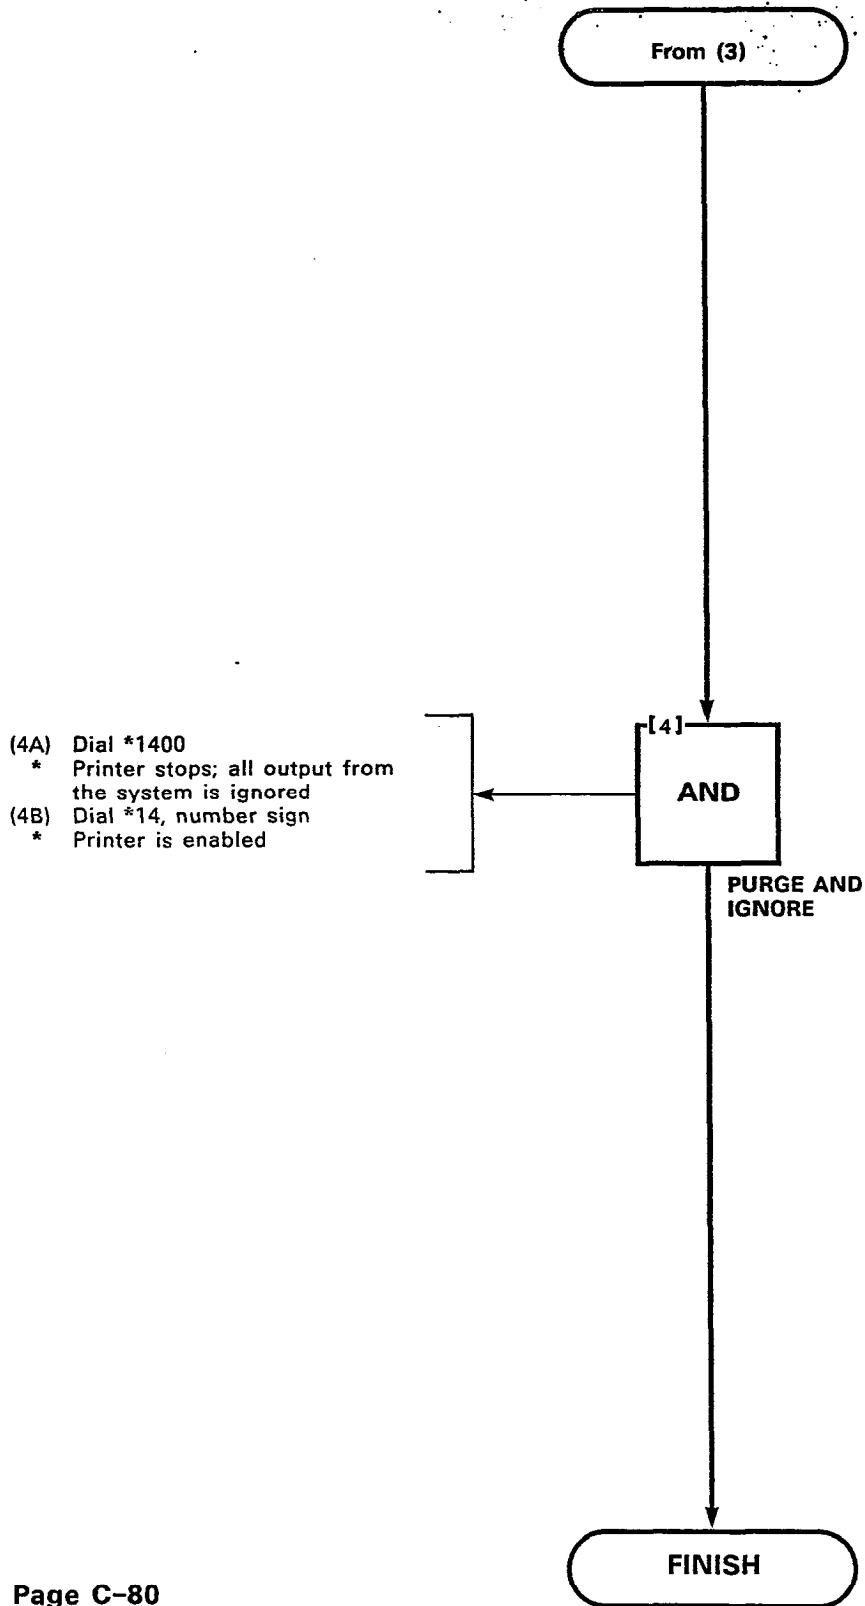 From (3)
[4]
(4A) Dial *1400
* Printer stops; all output from
the system is ignored
(4B) Dial *14, number sign
* Printer is enabled
AND
PURGE AND
IGNORE
FINISH
Page C–80